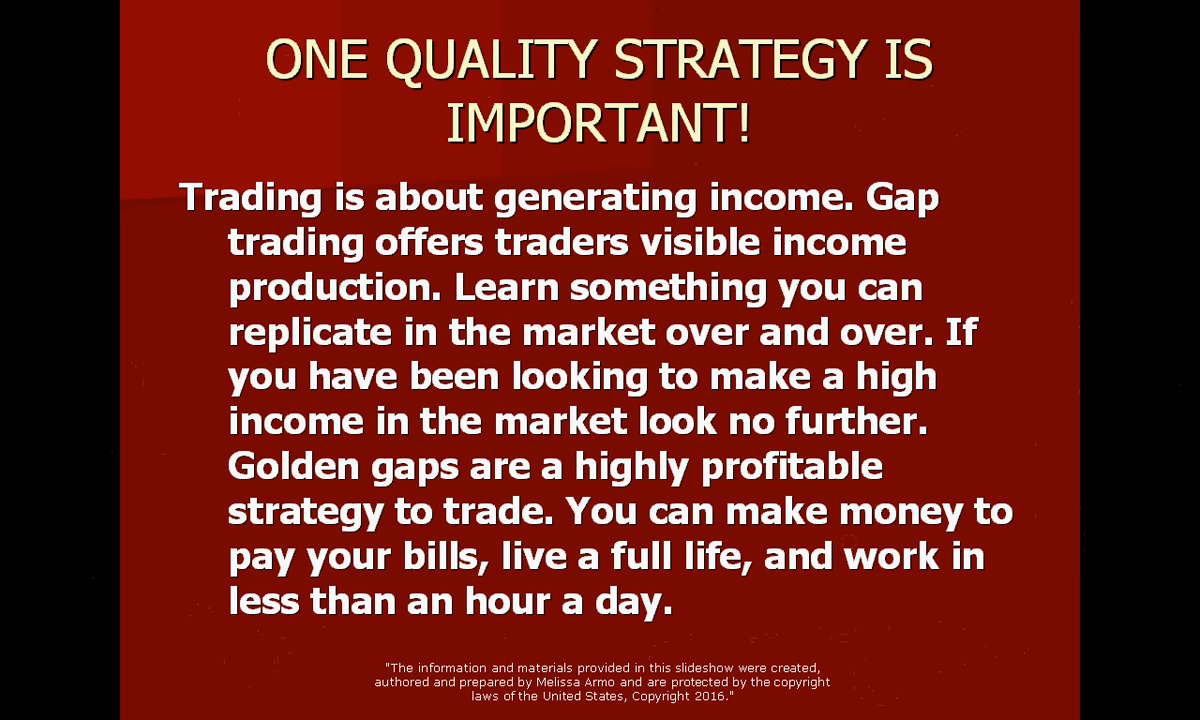 ONE QUALITY STRATEGY IS
IMPORTANT!
Trading is about generating income. Gap
trading offers traders visible income
production. Learn something you can
replicate in the market over and over. If
you have been looking to make a high
income in the market look no further.
Golden gaps are a highly profitable
strategy to trade. You can make money to
pay your bills, live a full life, and work in
less than an hour a day.
"The information and materials provided in this slideshow were created,
authored and prepared by Melissa Armo and are protected by the copyright
laws of the United States, Copyright 2016."